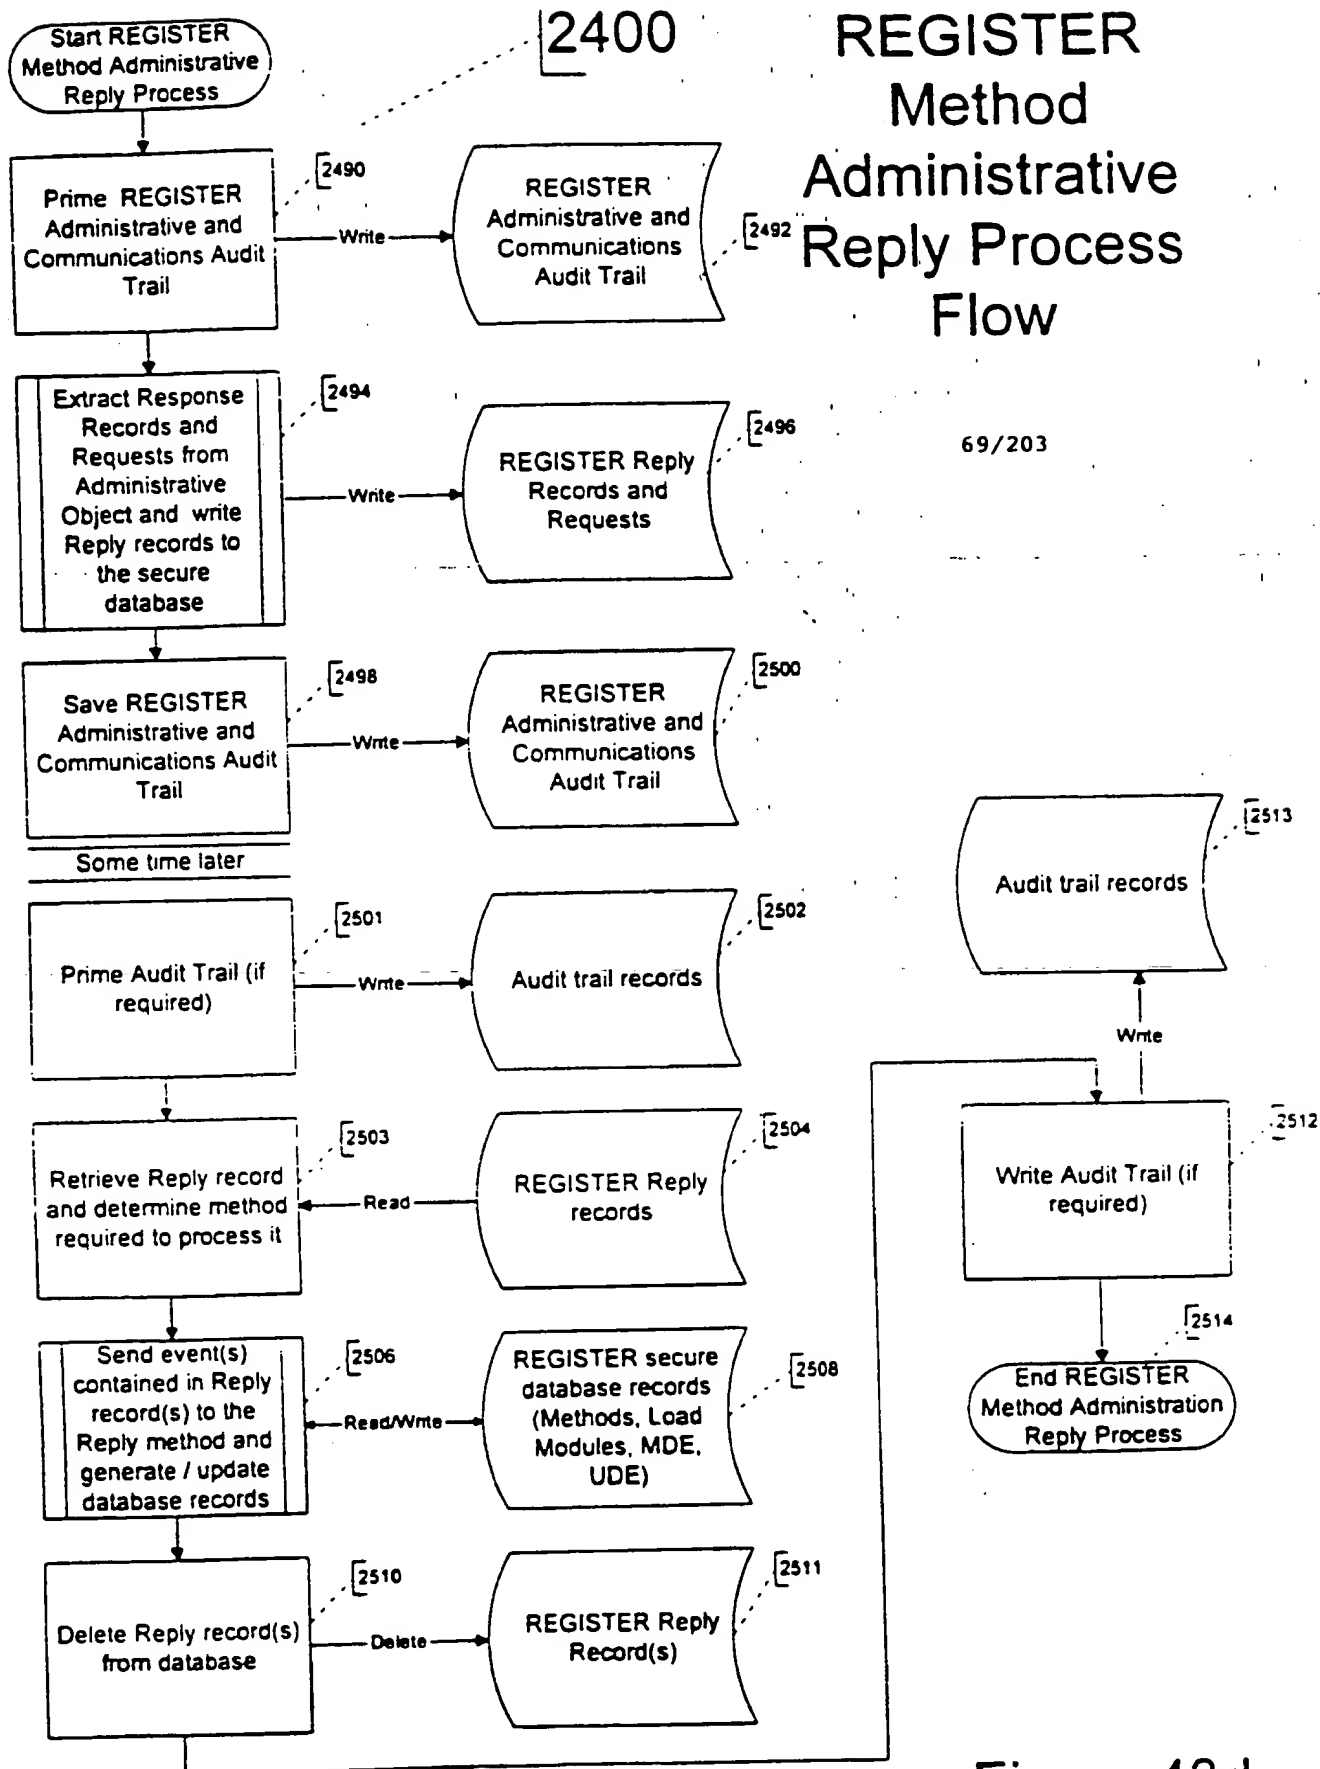 Start REGISTER
Method Administrative
Reply Process
2400
REGISTER
Method
Administrative
Reply Process
Flow
69/203
Prime REGISTER
Administrative and
Communications Audit
Trail
2490
Write
REGISTER
Administrative and
Communications
Audit Trail
2492
Extract Response
Records and
Requests from
Administrative
Object and write
Reply records to
the secure
database
2494
Write
REGISTER Reply
Records and
Requests
2496
Save REGISTER
Administrative and
Communications Audit
Trail
2498
Write
REGISTER
Administrative and
Communications
Audit Trail
2500
Some time later
Prime Audit Trail (if
required)
2501
Write
Audit trail records
2502
Retrieve Reply record
and determine method
required to process it
2503
Read
REGISTER Reply
records
2504
Send event(s)
contained in Reply
record(s) to the
Reply method and
generate / update
database records
2506
Read/Write
REGISTER secure
database records
(Methods, Load
Modules, MDE,
UDE)
2508
Delete Reply record(s)
from database
2510
Delete
REGISTER Reply
Record(s)
2511
Audit trail records
2513
Write
Write Audit Trail (if
required)
2512
2514
End REGISTER
Method Administration
Reply Process